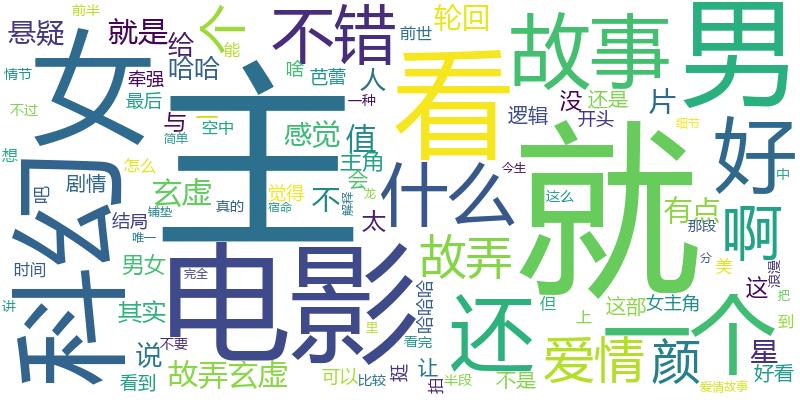 前半
悬疑
就是
给
个
不错
前世
轮回
故事
男
女
主
看
能
情节
牵强
哈哈
啥
芭蕾
人
一种
最后
不过
与
一
空中
简单
感觉
值
逻辑
没
还是
开头
片
细节
好
想
科幻
吧
剧情
怎么
玄虚
觉得
不
主角
会
什么
今生
就
中
铺垫
真的
宿命
龙
解释
太
这么
有点
啊
结局
唯一
时间
男女
电影
完全
故弄
那段
分
美
浪漫
这
讲
其实
里
哈哈哈
还
但
上
这部
女主角
一个
把
到
不要
说
看完
看到
故弄玄虚
可以
比较
挺
让
拍
半段
不是
爱情
颜
星
好看
爱情故事